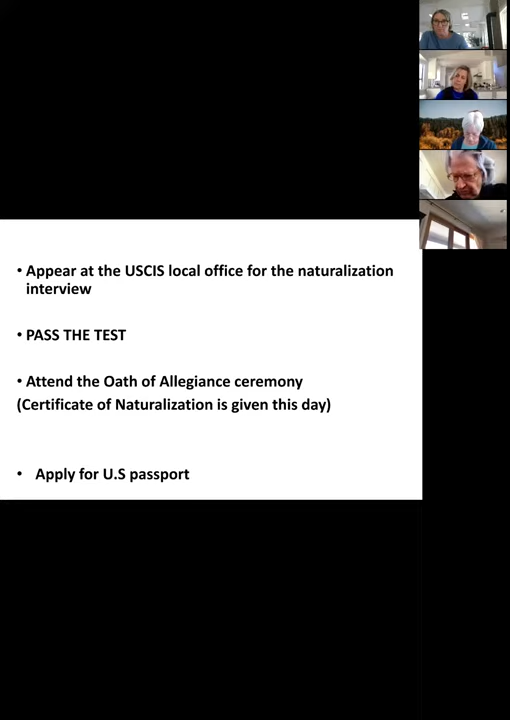 • Appear at the USCIS local office for the naturalization
interview
• PASS THE TEST
• Attend the Oath of Allegiance ceremony
(Certificate of Naturalization is given this day)
• Apply for U.S passport